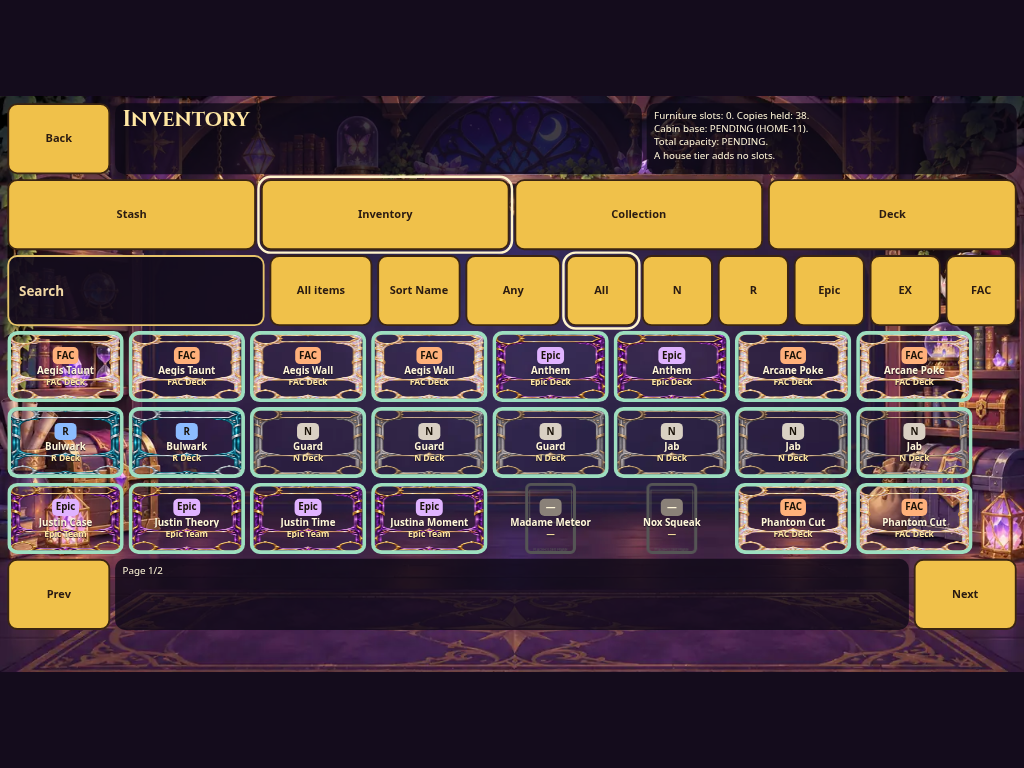 Back
INVENTORY
Furniture slots: 0. Copies held: 38.
Cabin base: PENDING (HOME-11).
Total capacity: PENDING.
A house tier adds no slots.
Stash
Inventory
Collection
Deck
Search
All items
Sort Name
Any
All
N
R
Epic
EX
FAC
FAC
Aegis Taunt
FAC Deck
FAC
Aegis Taunt
FAC Deck
FAC
Aegis Wall
FAC Deck
FAC
Aegis Wall
FAC Deck
Epic
Anthem
Epic Deck
Epic
Anthem
Epic Deck
FAC
Arcane Poke
FAC Deck
FAC
Arcane Poke
FAC Deck
R
Bulwark
R Deck
R
Bulwark
R Deck
N
Guard
N Deck
N
Guard
N Deck
N
Guard
N Deck
N
Jab
N Deck
N
Jab
N Deck
N
Jab
N Deck
Epic
Justin Case
Epic Team
Epic
Justin Theory
Epic Team
Epic
Justin Time
Epic Team
Epic
Justina Moment
Epic Team
—
Madame Meteor
—
—
Nox Squeak
—
FAC
Phantom Cut
FAC Deck
FAC
Phantom Cut
FAC Deck
Prev
Page 1/2
Next